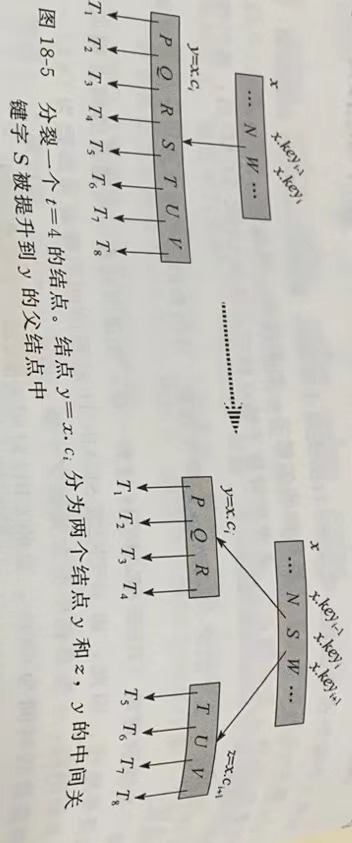 x
x.key_{i-1} x.key_i
… N W …
y=x.c_i
P Q R S T U V
T_1 T_2 T_3 T_4 T_5 T_6 T_7 T_8
x
x.key_{i-1} x.key_i x.key_{i+1}
… N S W …
y=x.c_i
P Q R
T_1 T_2 T_3 T_4
z=x.c_{i+1}
T U V
T_5 T_6 T_7 T_8
图 18-5 分裂一个 t=4 的结点。结点 y=x.c_i 分为两个结点 y 和 z，y 的中间关
键字 S 被提升到 y 的父结点中